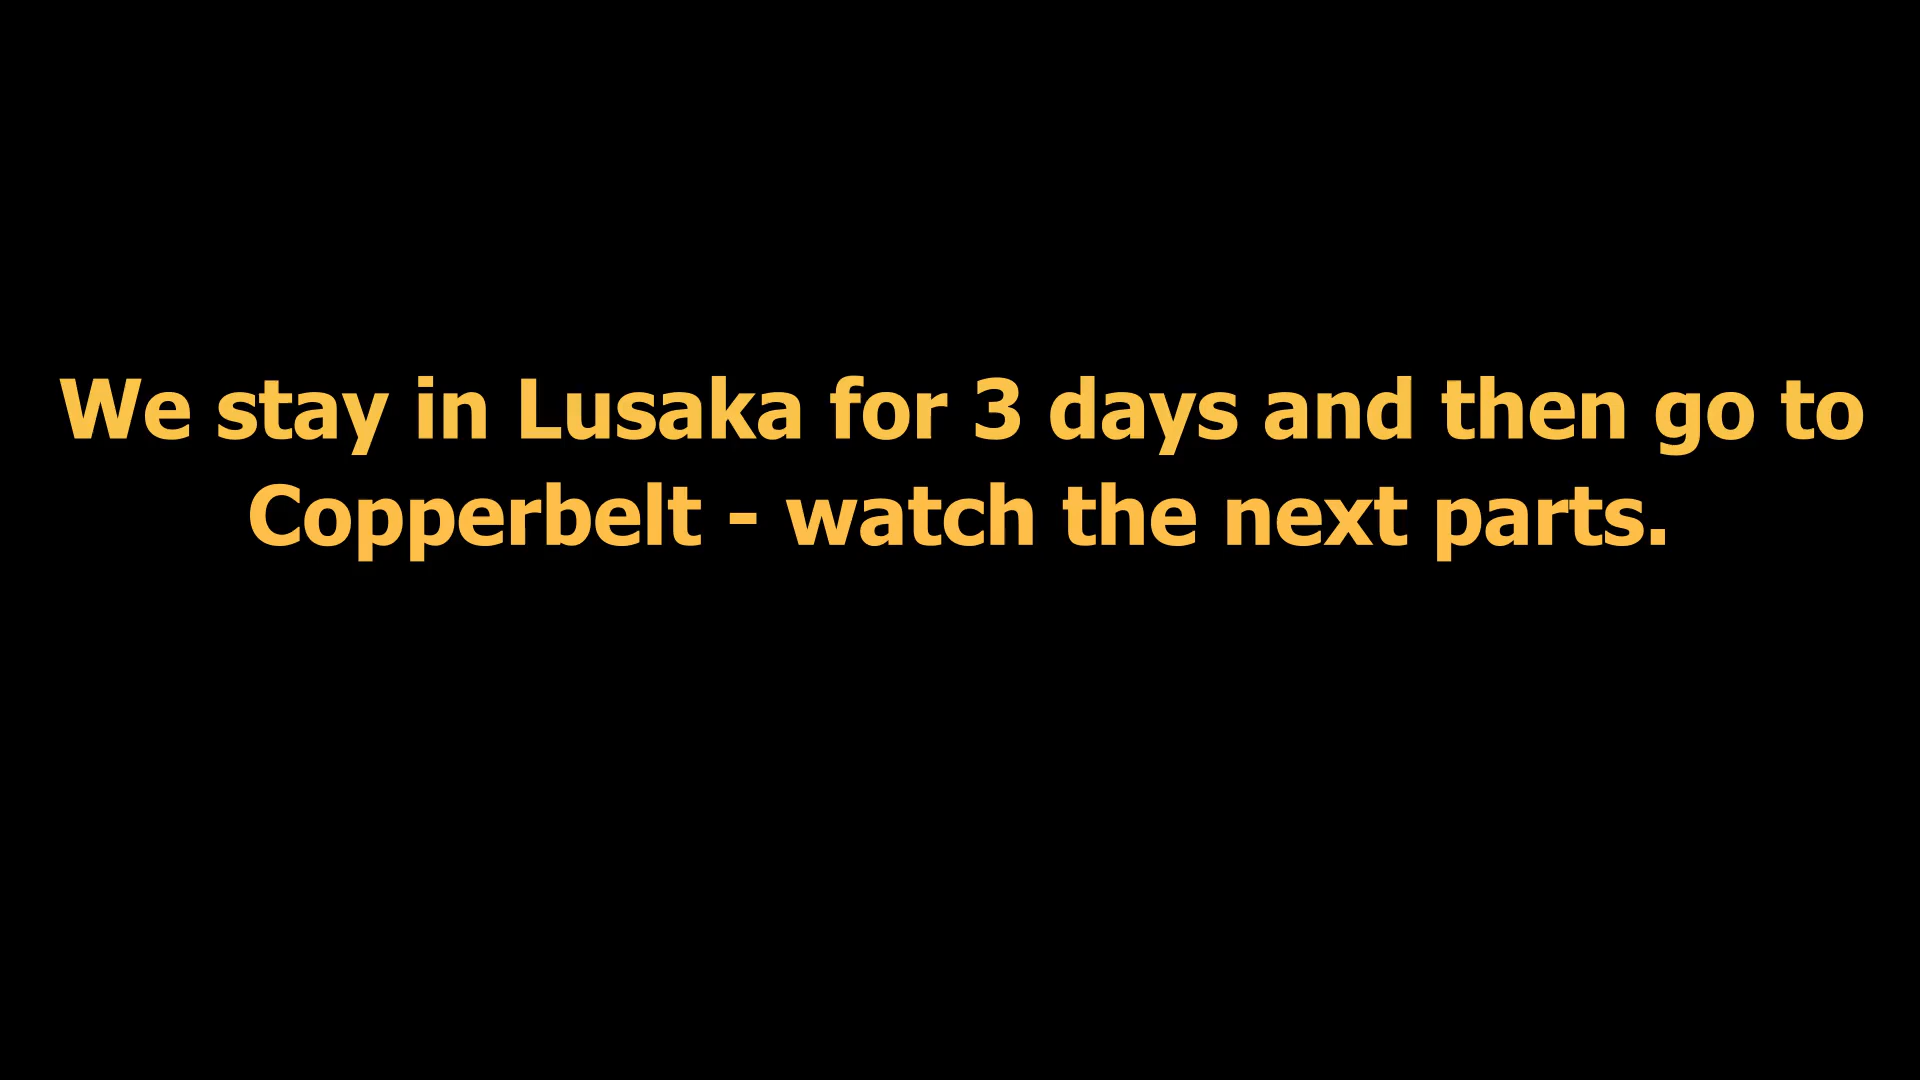 We stay in Lusaka for 3 days and then go to
Copperbelt - watch the next parts.